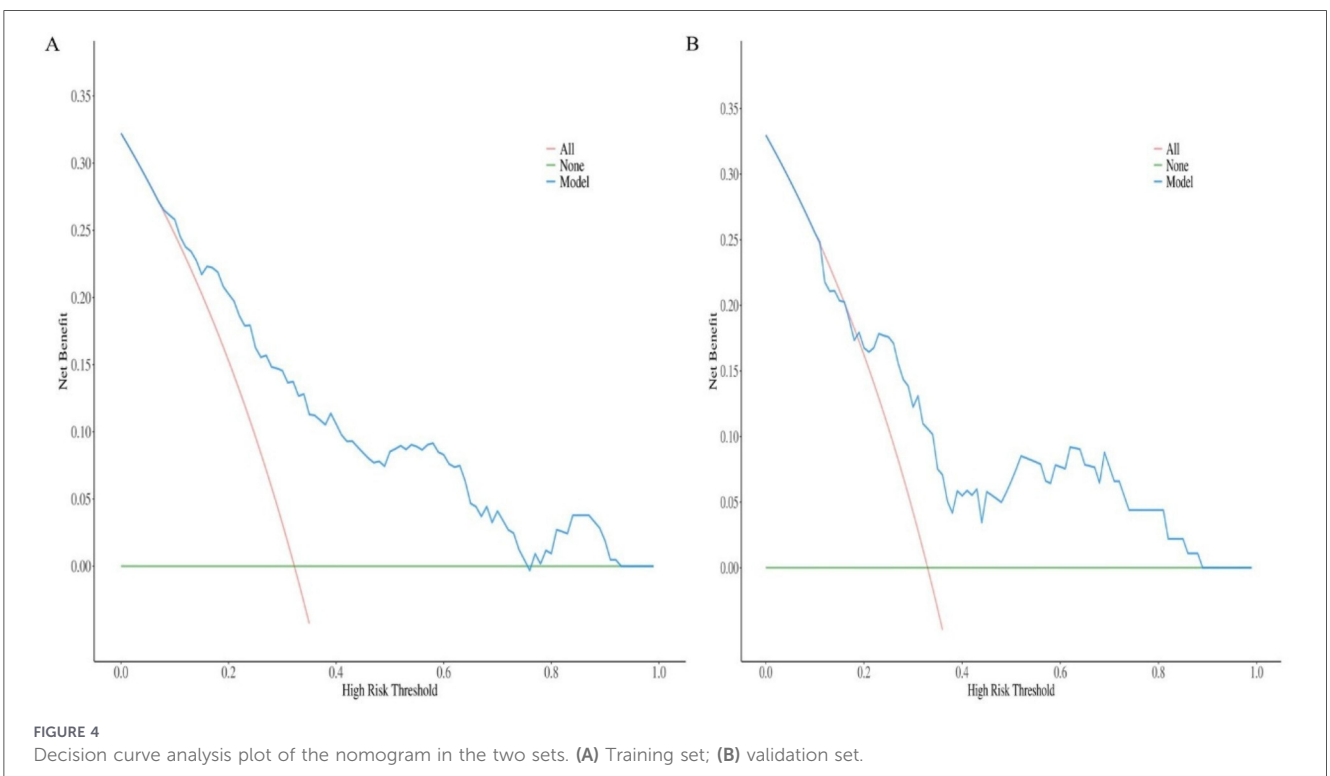 A
0.35
0.30
0.25
0.20
0.15
0.10
0.05
0.00
Net Benefit
0.0 0.2 0.4 0.6 0.8 1.0
High Risk Threshold
All
None
Model
B
0.35
0.30
0.25
0.20
0.15
0.10
0.05
0.00
Net Benefit
0.0 0.2 0.4 0.6 0.8 1.0
High Risk Threshold
All
None
Model
FIGURE 4
Decision curve analysis plot of the nomogram in the two sets. (A) Training set; (B) validation set.